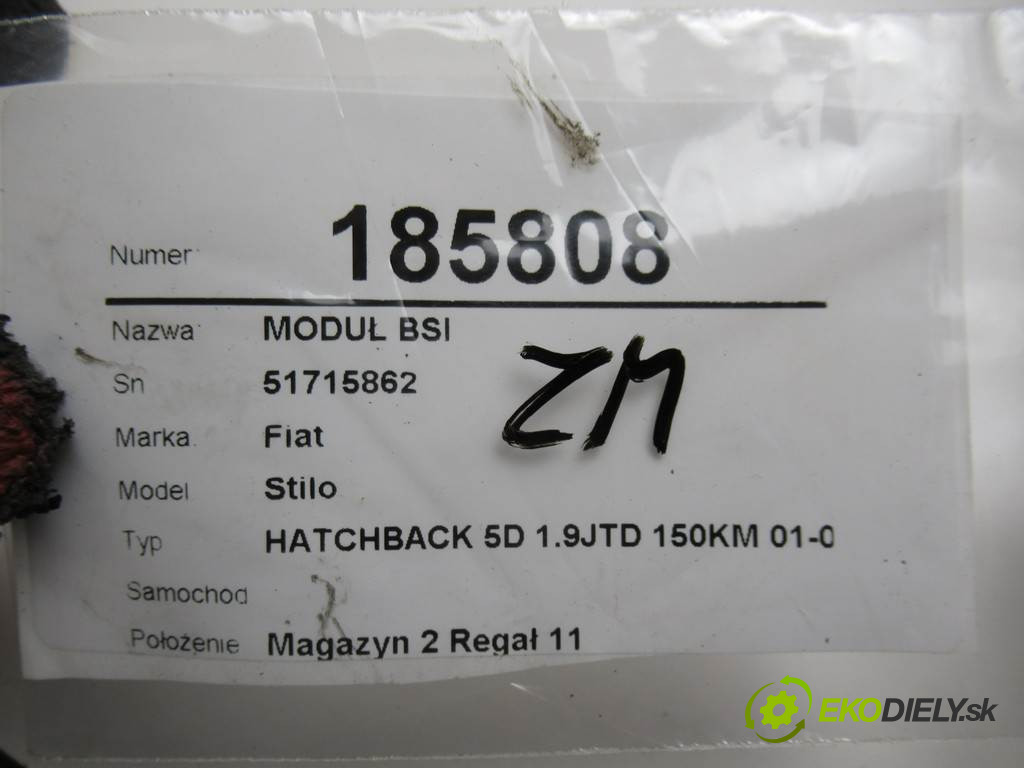 Numer 185808
Nazwa MODUŁ BSI
Sn 51715862
Marka Fiat
Model Stilo
Typ HATCHBACK 5D 1.9JTD 150KM 01-0
Samochod
Położenie Magazyn 2 Regał 11
ZM
EKODIELY.sk